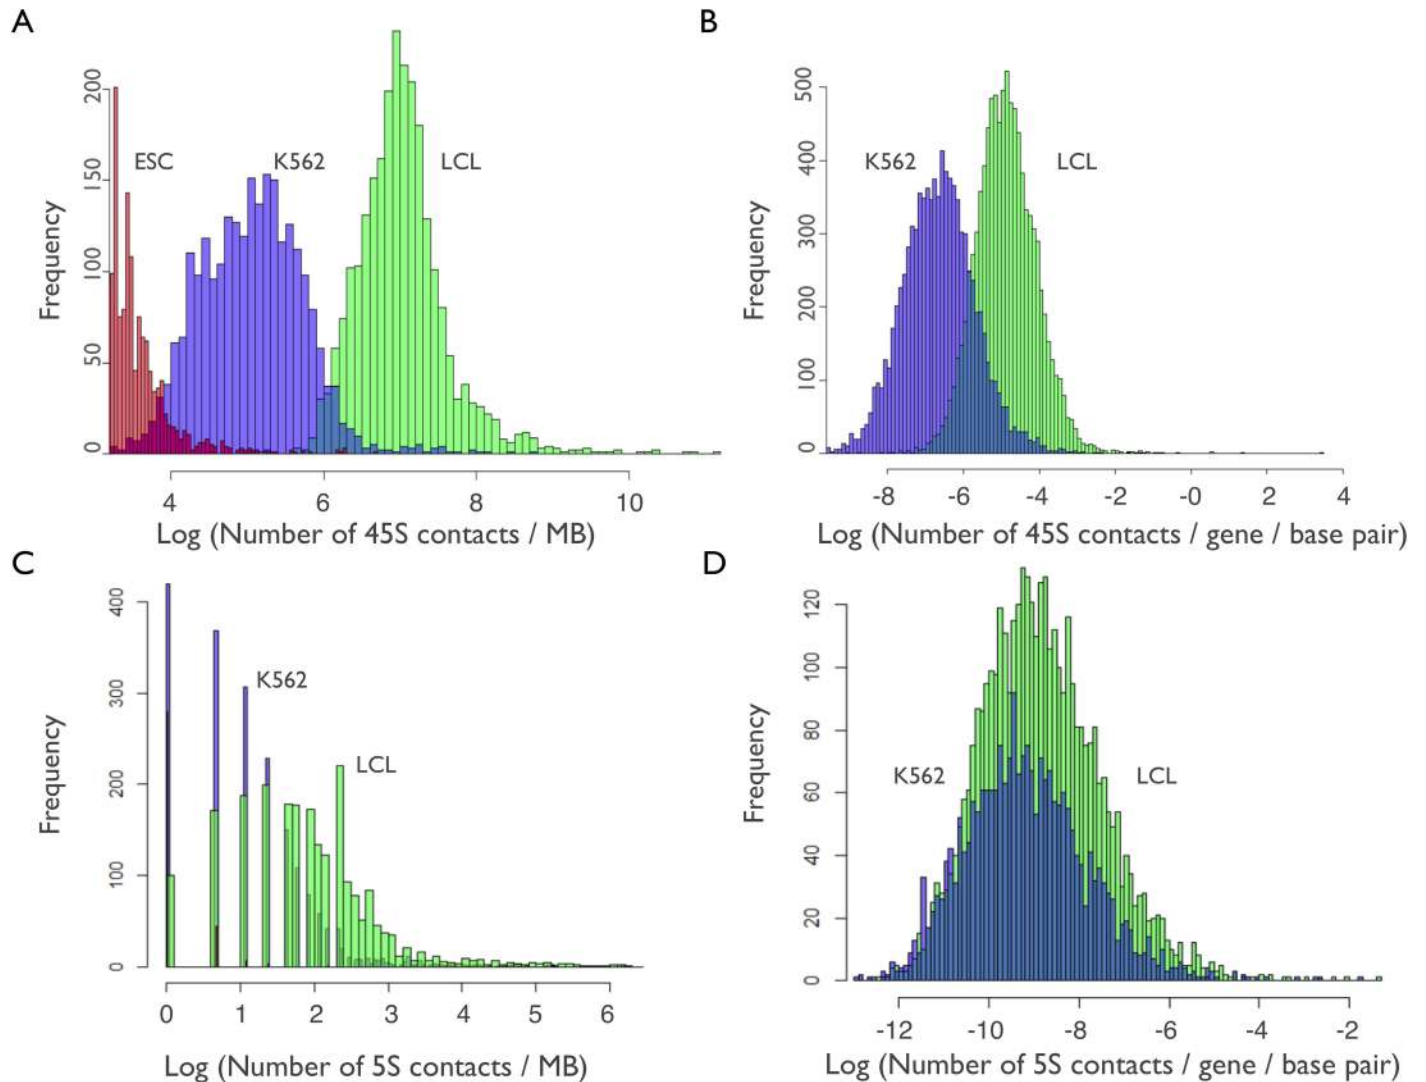 A
Frequency
0
50
100
150
200
ESC
K562
LCL
4
6
8
10
Log (Number of 45S contacts / MB)
B
Frequency
0
100
200
300
400
500
K562
LCL
-8
-6
-4
-2
-0
2
4
Log (Number of 45S contacts / gene / base pair)
C
Frequency
0
100
200
300
400
K562
LCL
0
1
2
3
4
5
6
Log (Number of 5S contacts / MB)
D
Frequency
0
20
40
60
80
100
120
K562
LCL
-12
-10
-8
-6
-4
-2
Log (Number of 5S contacts / gene / base pair)